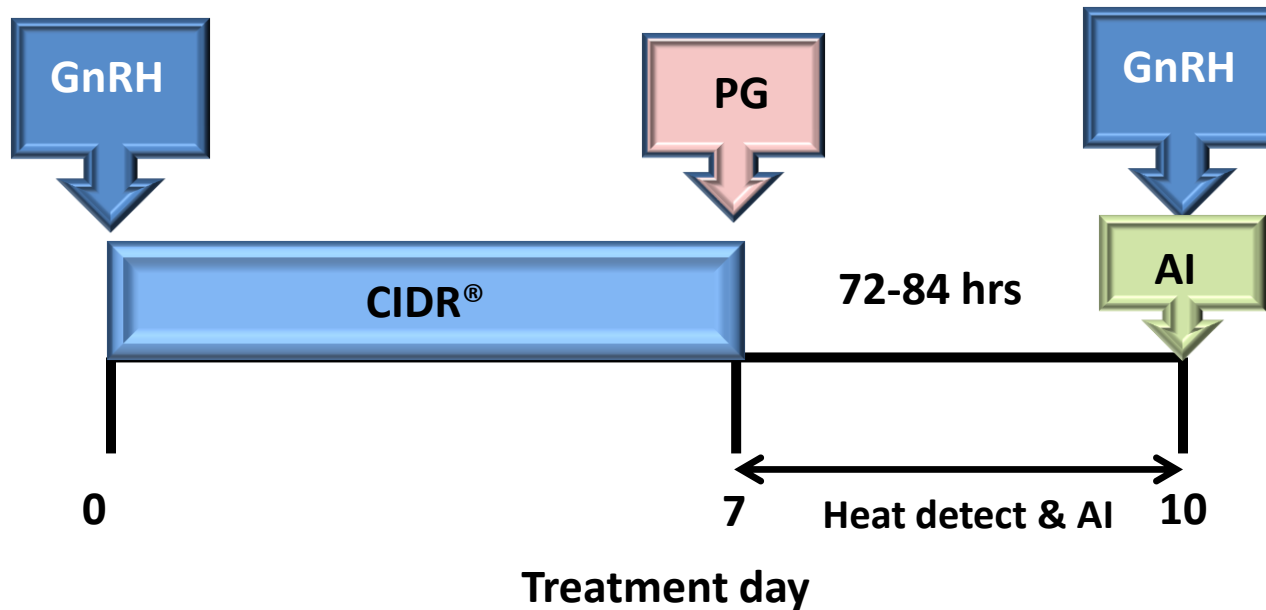 GnRH
PG
GnRH
CIDR®
72-84 hrs
AI
0
7
Heat detect & AI
10
Treatment day